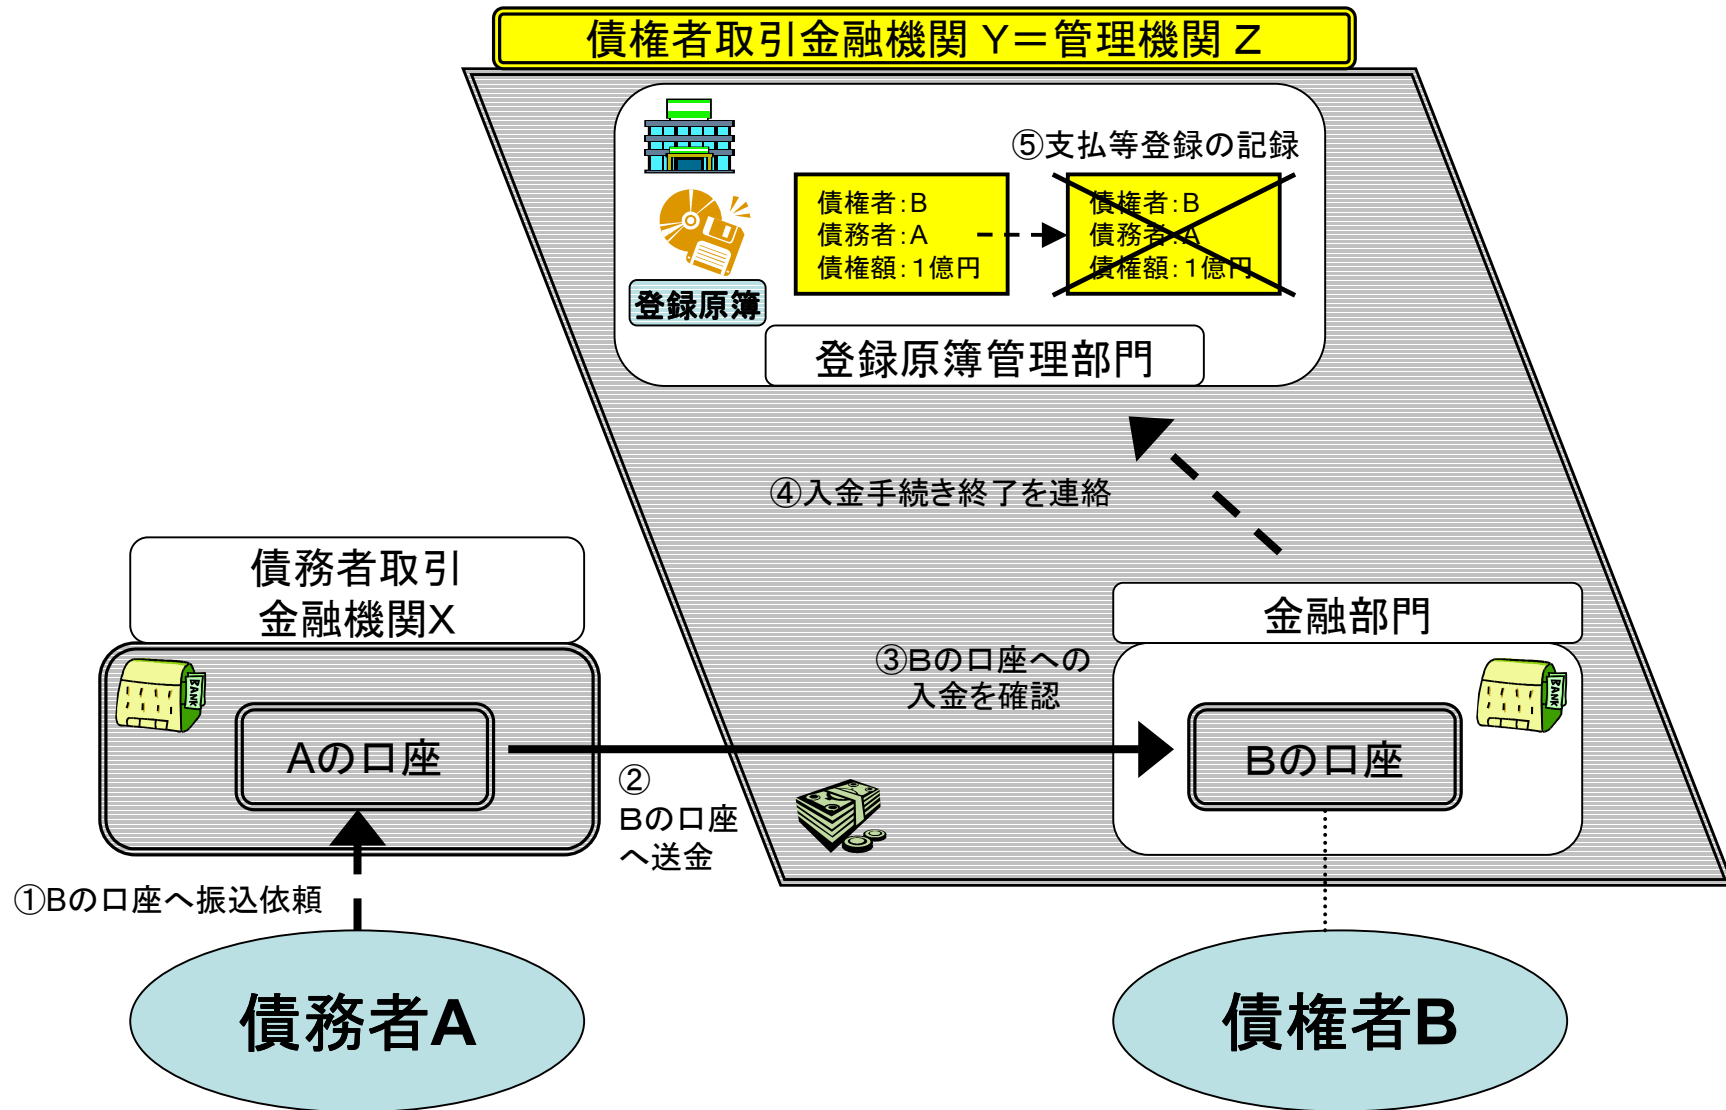 債権者取引金融機関 Y＝管理機関 Z
⑤支払等登録の記録
債権者：B
債務者：A
債権額：１億円
債権者：B
債務者：A
債権額：１億円
登録原簿
登録原簿管理部門
④入金手続き終了を連絡
債務者取引
金融機関X
金融部門
③Ｂの口座への
入金を確認
BANK
BANK
Aの口座
Ｂの口座
②
Ｂの口座
へ送金
①Bの口座へ振込依頼
債務者A
債権者B